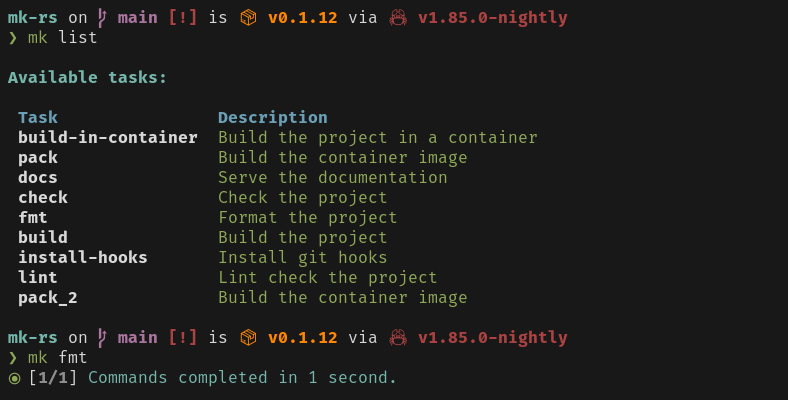 mk-rs on main [!] is 📦 v0.1.12 via 🦀 v1.85.0-nightly
❯ mk list
Available tasks:
Task Description
build-in-container Build the project in a container
pack Build the container image
docs Serve the documentation
check Check the project
fmt Format the project
build Build the project
install-hooks Install git hooks
lint Lint check the project
pack_2 Build the container image
mk-rs on main [!] is 📦 v0.1.12 via 🦀 v1.85.0-nightly
❯ mk fmt
◉ [1/1] Commands completed in 1 second.